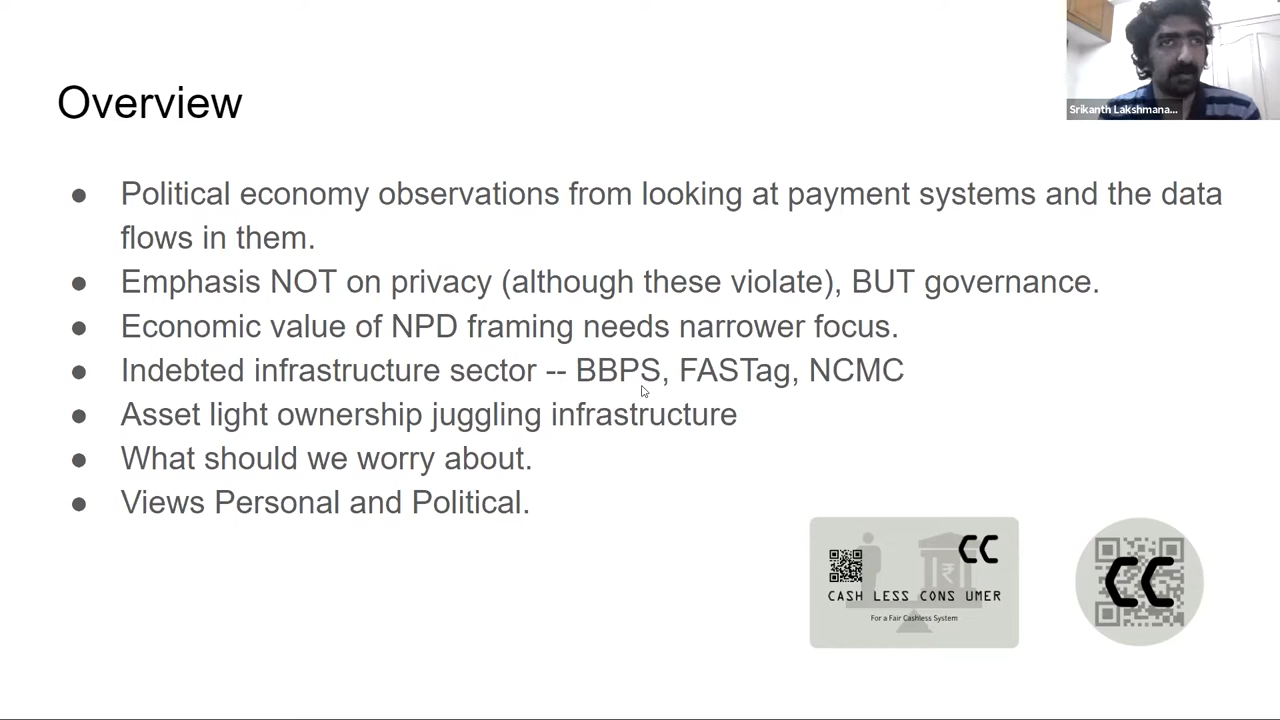 Overview
Srikanth Lakshmana...
● Political economy observations from looking at payment systems and the data
flows in them.
● Emphasis NOT on privacy (although these violate), BUT governance.
● Economic value of NPD framing needs narrower focus.
● Indebted infrastructure sector -- BBPS, FASTag, NCMC
● Asset light ownership juggling infrastructure
● What should we worry about.
● Views Personal and Political.
CC
₹
CASH LESS CONS UMER
For a Fair Cashless System
CC